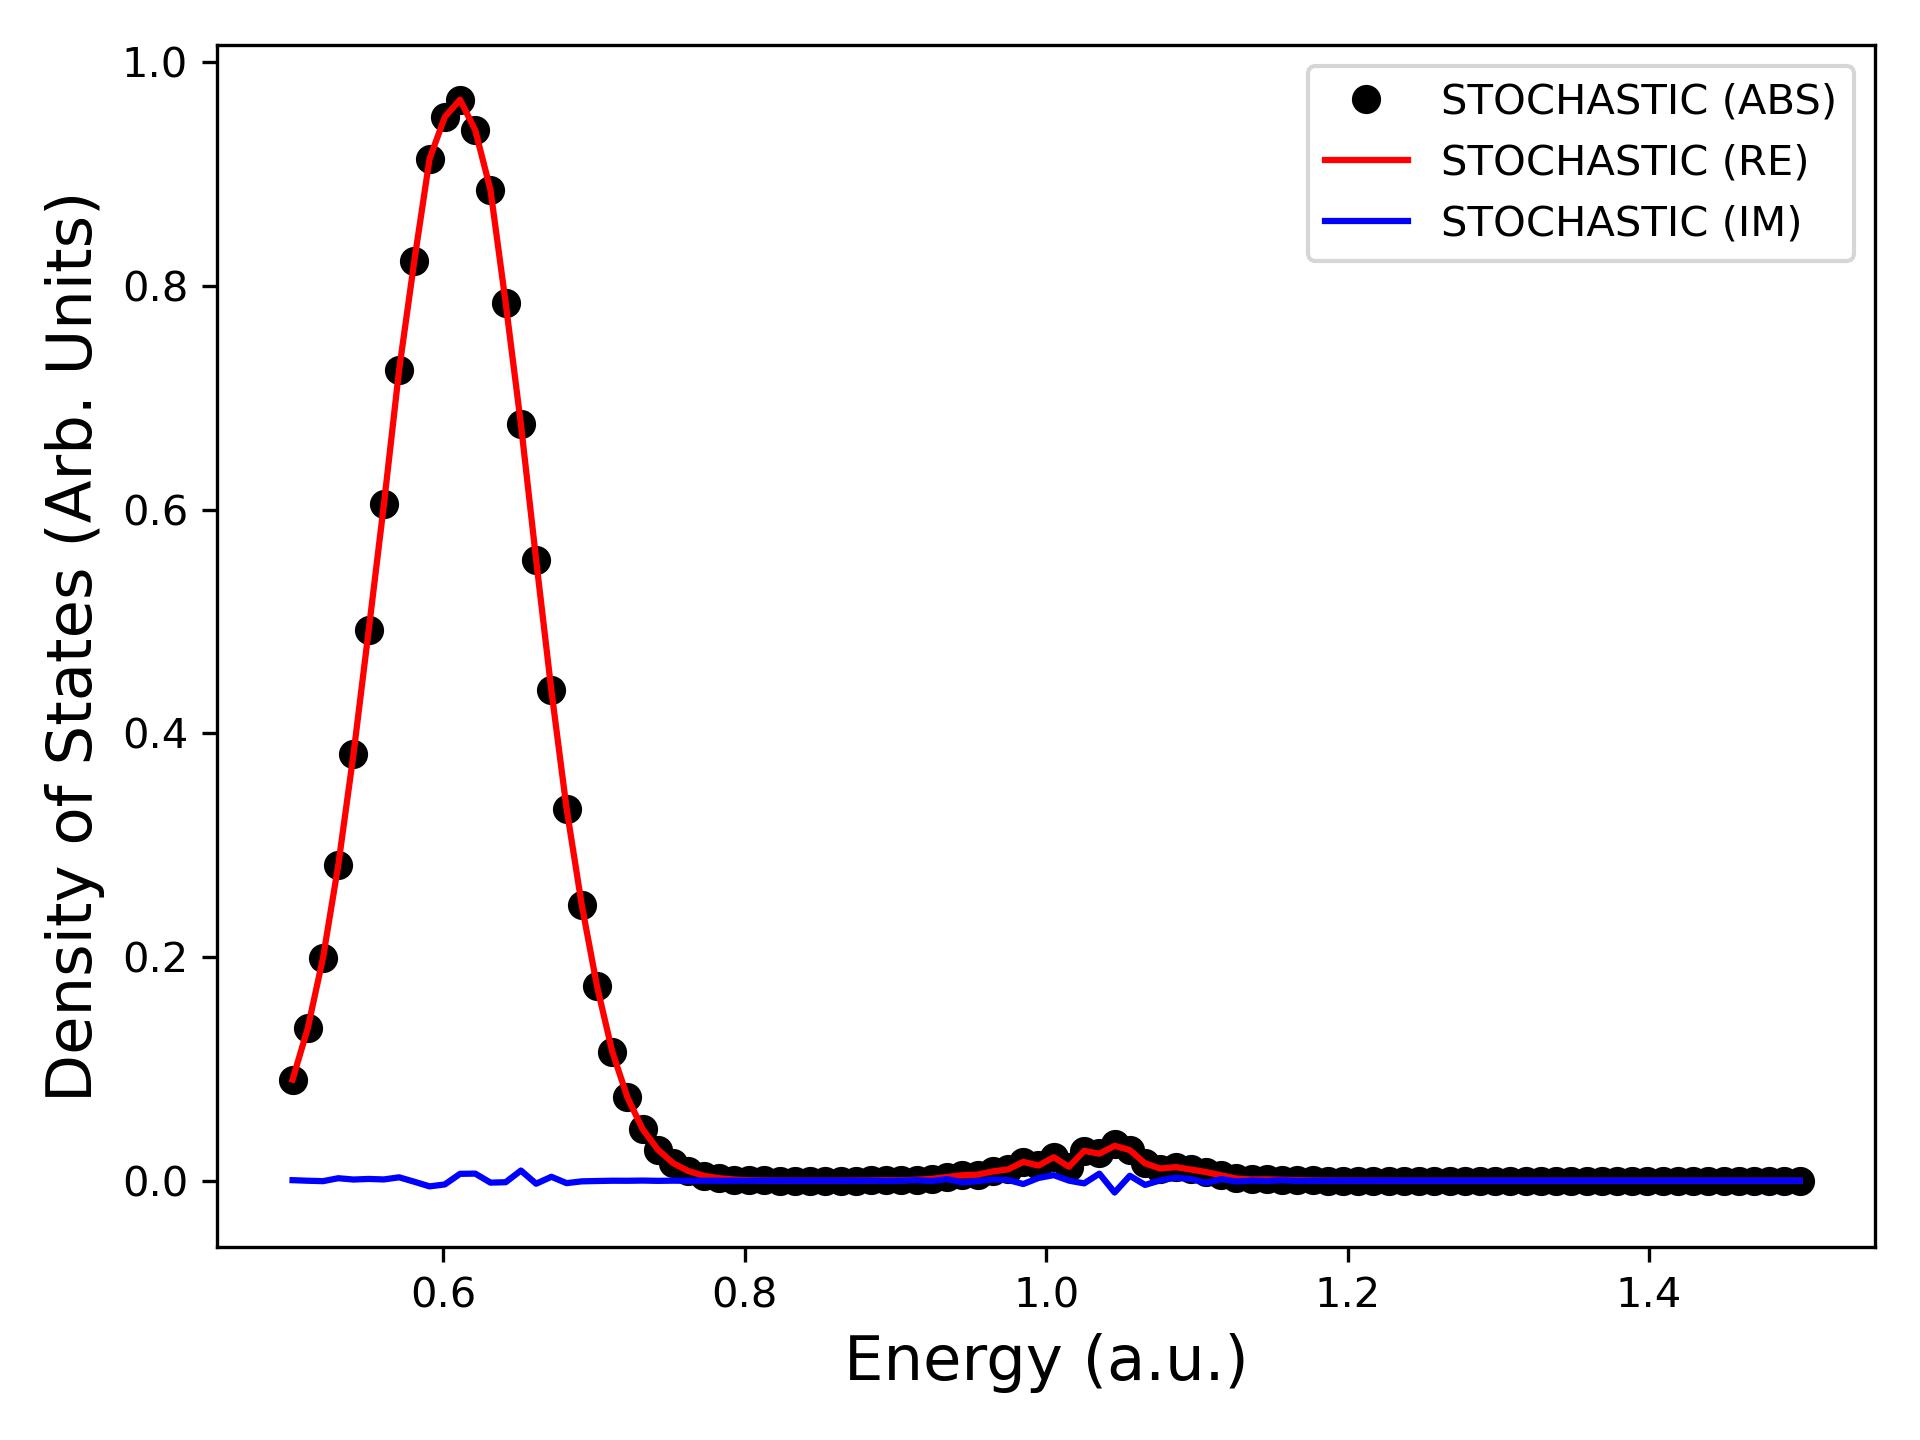 1.0
0.8
0.6
0.4
0.2
0.0
Density of States (Arb. Units)
STOCHASTIC (ABS)
STOCHASTIC (RE)
STOCHASTIC (IM)
0.6 0.8 1.0 1.2 1.4
Energy (a.u.)